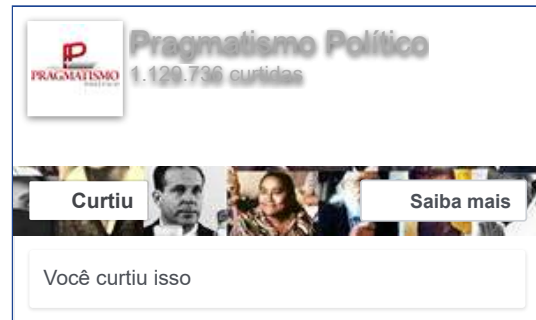 Pragmatismo Político
1.129.736 curtidas
PRAGMATISMO
Curtiu
Saiba mais
Você curtiu isso